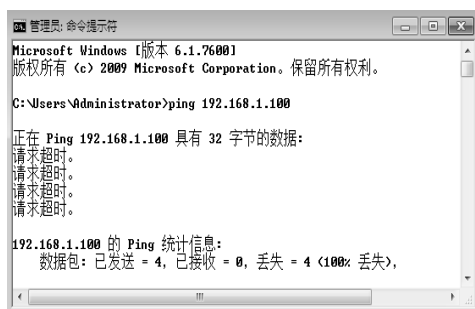 管理员: 命令提示符
Microsoft Windows [版本 6.1.7600]
版权所有 (c) 2009 Microsoft Corporation。保留所有权利。
C:\Users\Administrator>ping 192.168.1.100
正在 Ping 192.168.1.100 具有 32 字节的数据:
请求超时。
请求超时。
请求超时。
请求超时。
192.168.1.100 的 Ping 统计信息:
数据包: 已发送 = 4, 已接收 = 0, 丢失 = 4 (100% 丢失),